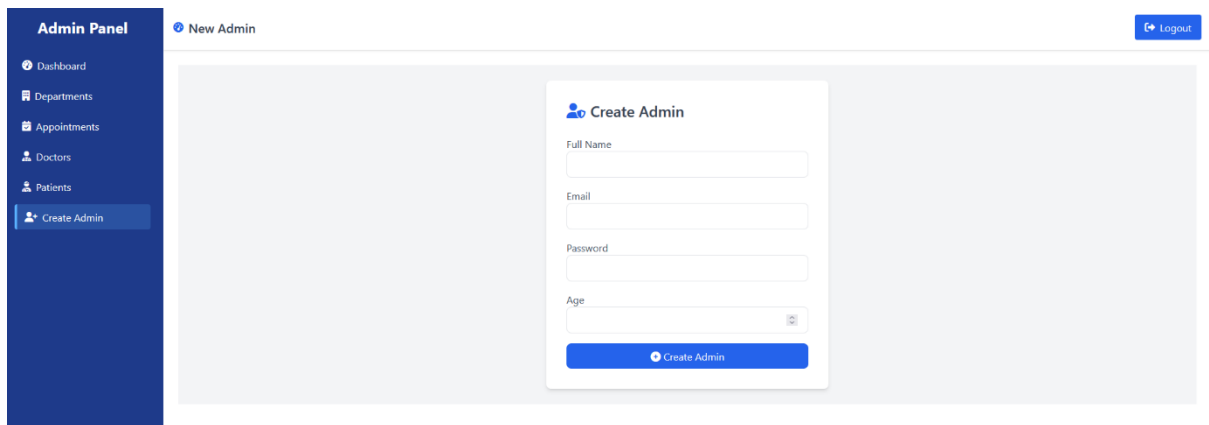 Admin Panel
Dashboard
Departments
Appointments
Doctors
Patients
Create Admin
New Admin
Logout
Create Admin
Full Name
Email
Password
Age
Create Admin